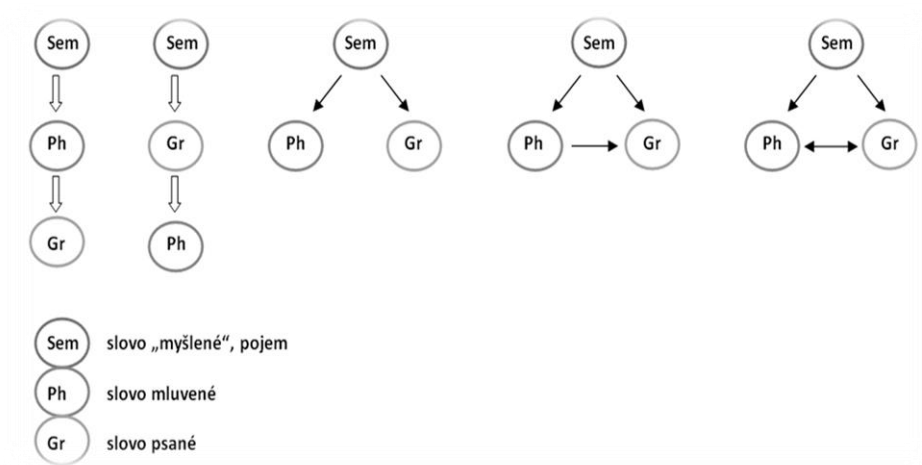 Sem Sem Sem Sem Sem
Ph Gr Ph Gr Ph Gr Ph Gr
Gr Ph
Sem slovo „myšlené“, pojem
Ph slovo mluvené
Gr slovo psané